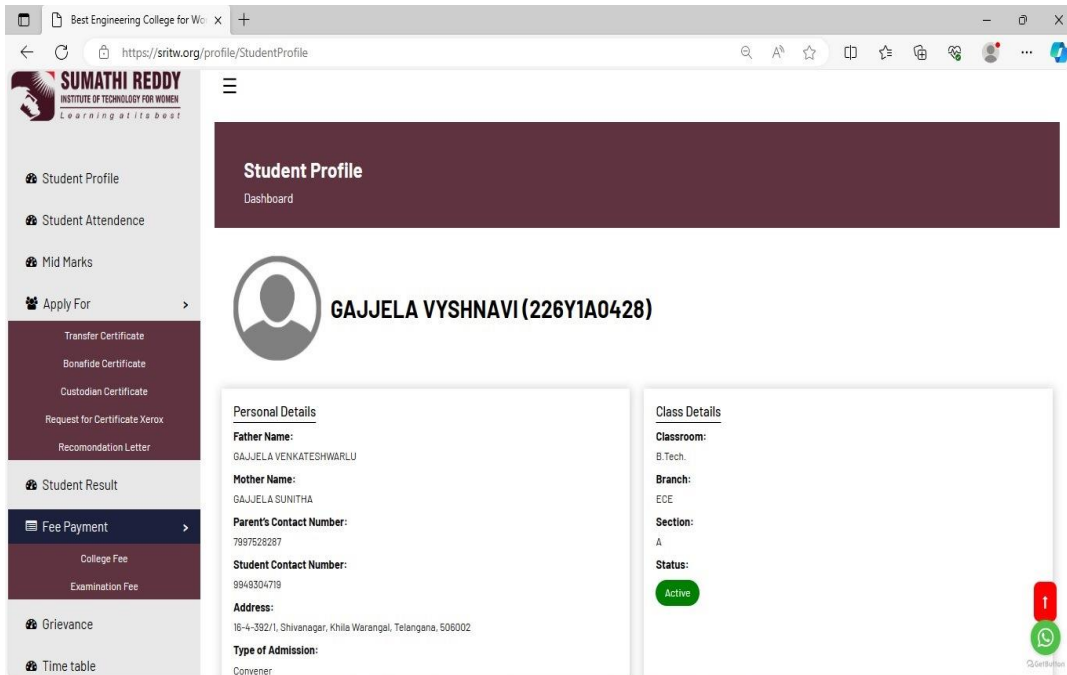 Best Engineering College for Wo
https://sritw.org/profile/StudentProfile
SUMATHI REDDY
INSTITUTE OF TECHNOLOGY FOR WOMEN
Learning at its best
Student Profile
Student Attendence
Mid Marks
Apply For
Transfer Certificate
Bonafide Certificate
Custodian Certificate
Request for Certificate Xerox
Recomondation Letter
Student Result
Fee Payment
College Fee
Examination Fee
Grievance
Time table
Student Profile
Dashboard
GAJJELA VYSHNAVI (226Y1A0428)
Personal Details
Father Name:
GAJJELA VENKATESHWARLU
Mother Name:
GAJJELA SUNITHA
Parent's Contact Number:
7997528287
Student Contact Number:
9949304719
Address:
16-4-392/1, Shivanagar, Khila Warangal, Telangana, 506002
Type of Admission:
Convener
Class Details
Classroom:
B.Tech.
Branch:
ECE
Section:
A
Status:
Active
GetButton